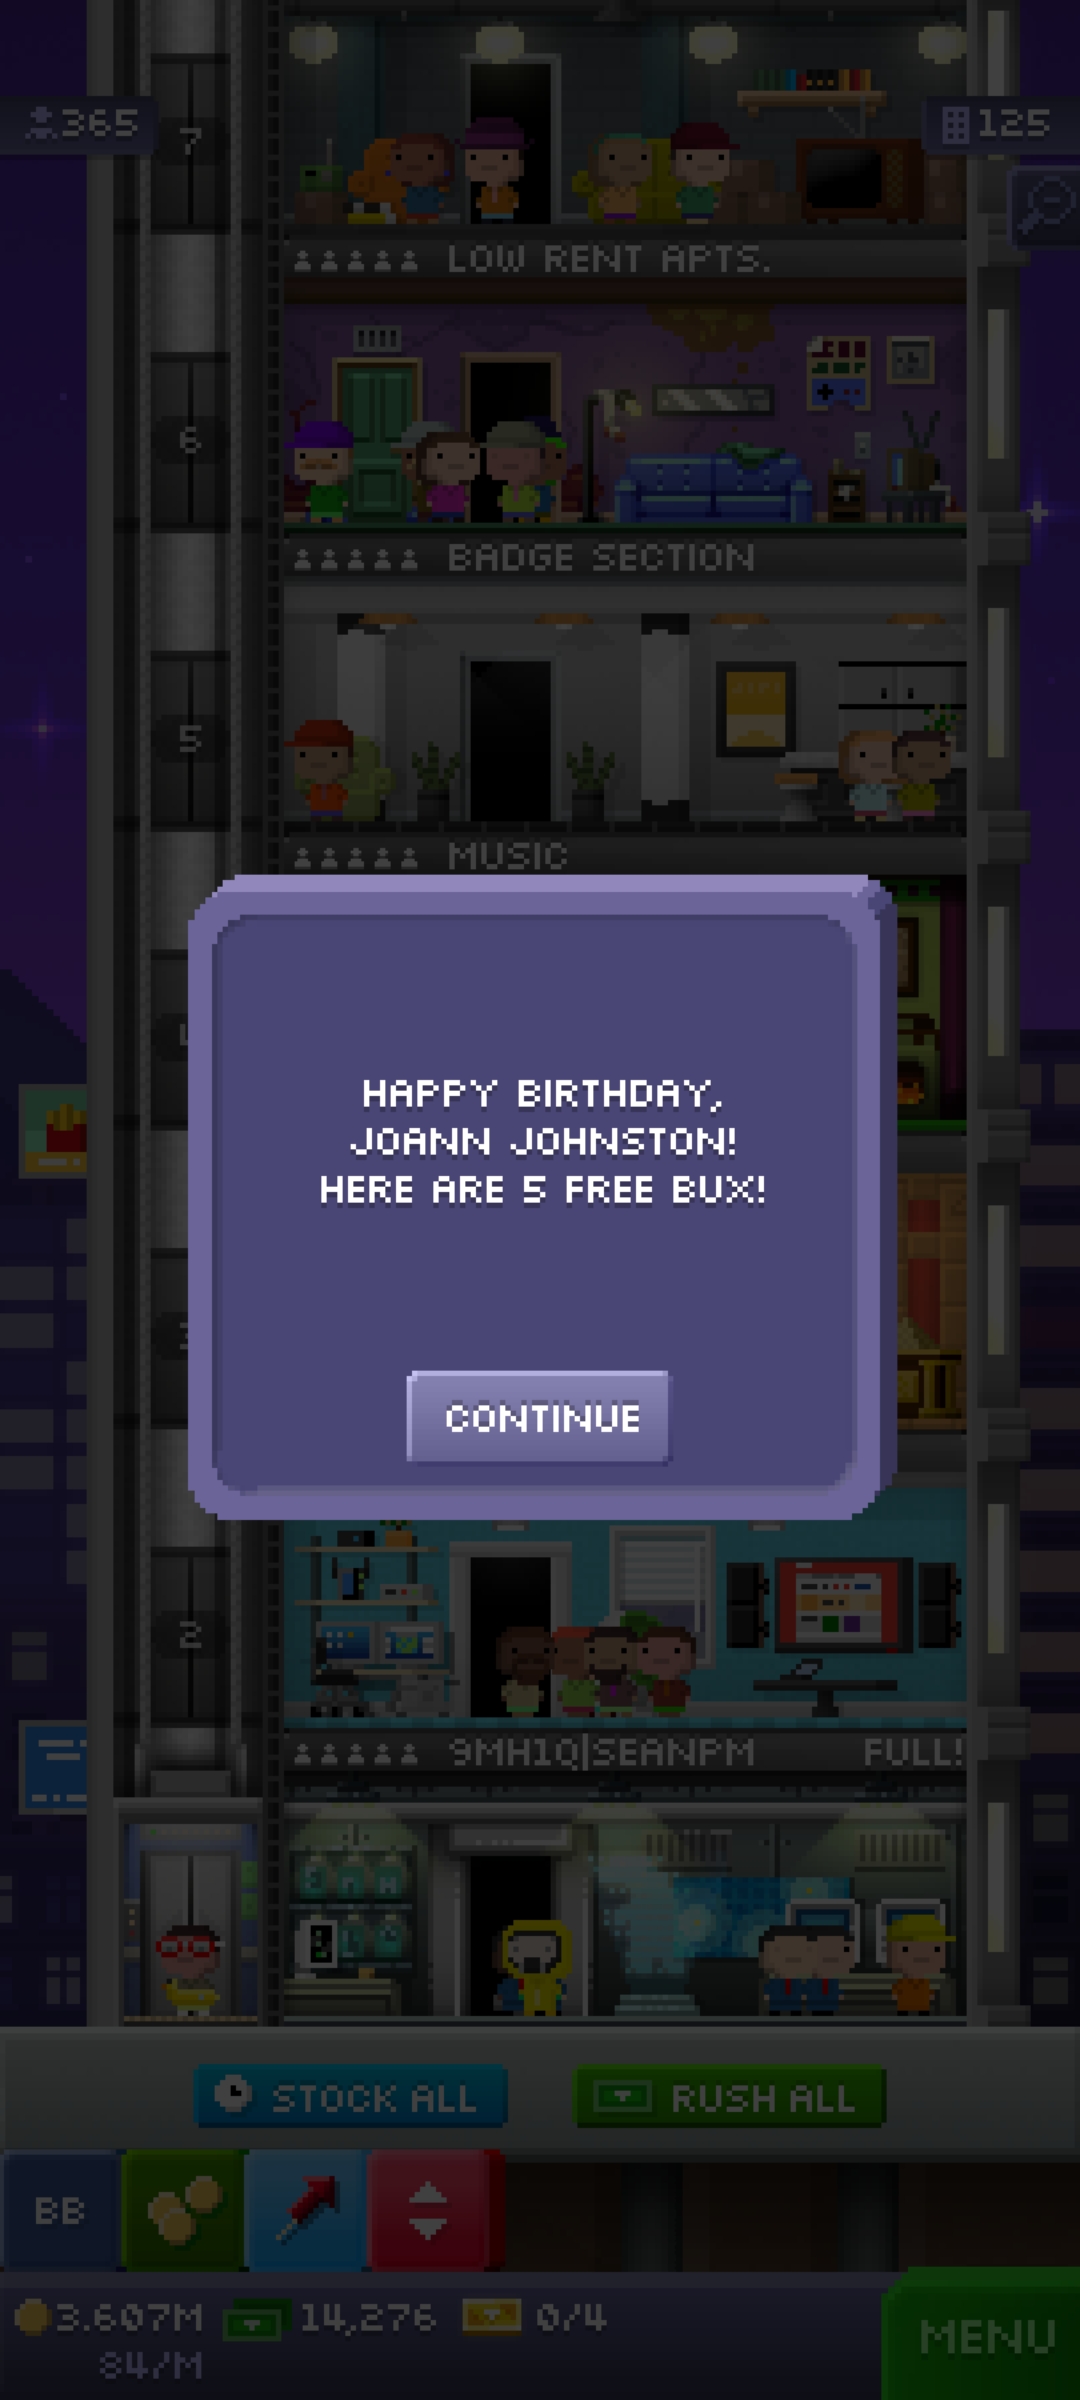 365
7
125
LOW RENT APTS.
6
BADGE SECTION
5
MUSIC
HAPPY BIRTHDAY,
JOANN JOHNSTON!
HERE ARE 5 FREE BUX!
CONTINUE
2
9MH1Q|SEANPM FULL!
STOCK ALL
RUSH ALL
BB
3.607M
14,276
0/4
84/M
MENU